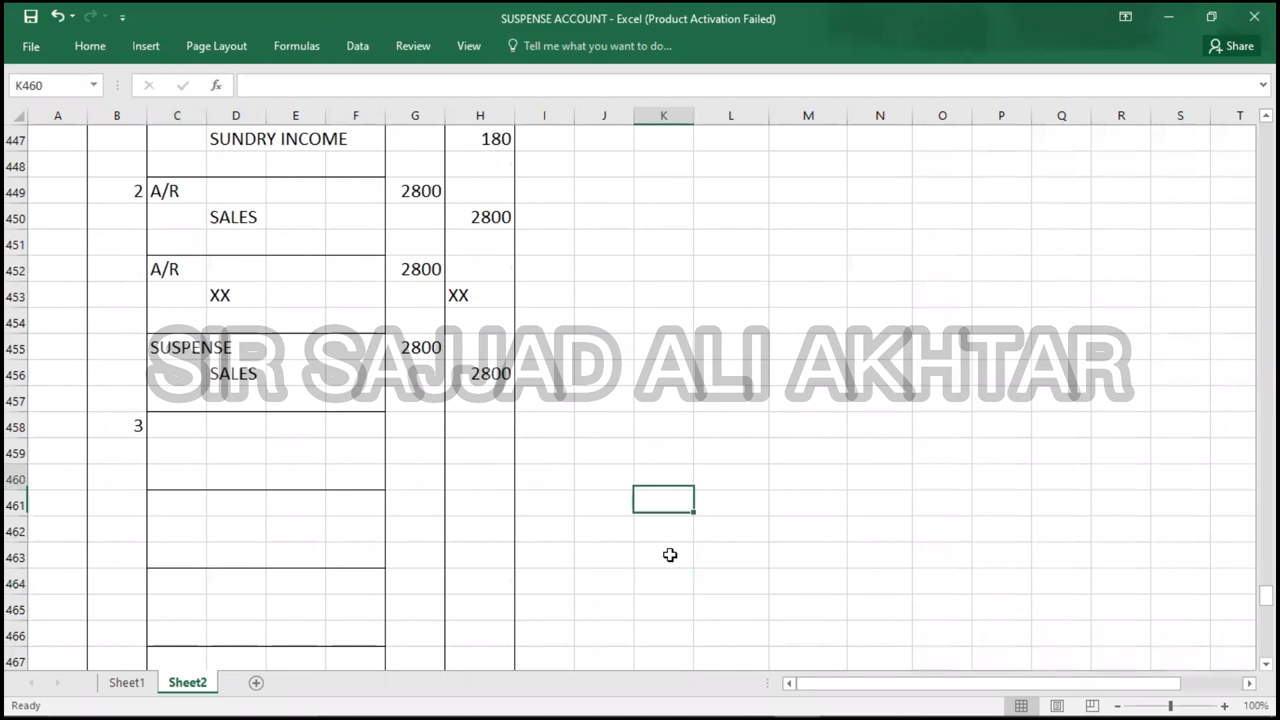 SUSPENSE ACCOUNT - Excel (Product Activation Failed)
File Home Insert Page Layout Formulas Data Review View Tell me what you want to do... Share
K460 fx
A B C D E F G H I J K L M N O P Q R S T
447 SUNDRY INCOME 180
448
449 2 A/R 2800
450 SALES 2800
451
452 A/R 2800
453 XX XX
454
455 SUSPENSE 2800
SIR SAJJAD ALI AKHTAR
456 SALES 2800
457
458 3
459
460
461
462
463
464
465
466
467
Sheet1 Sheet2
Ready 100%